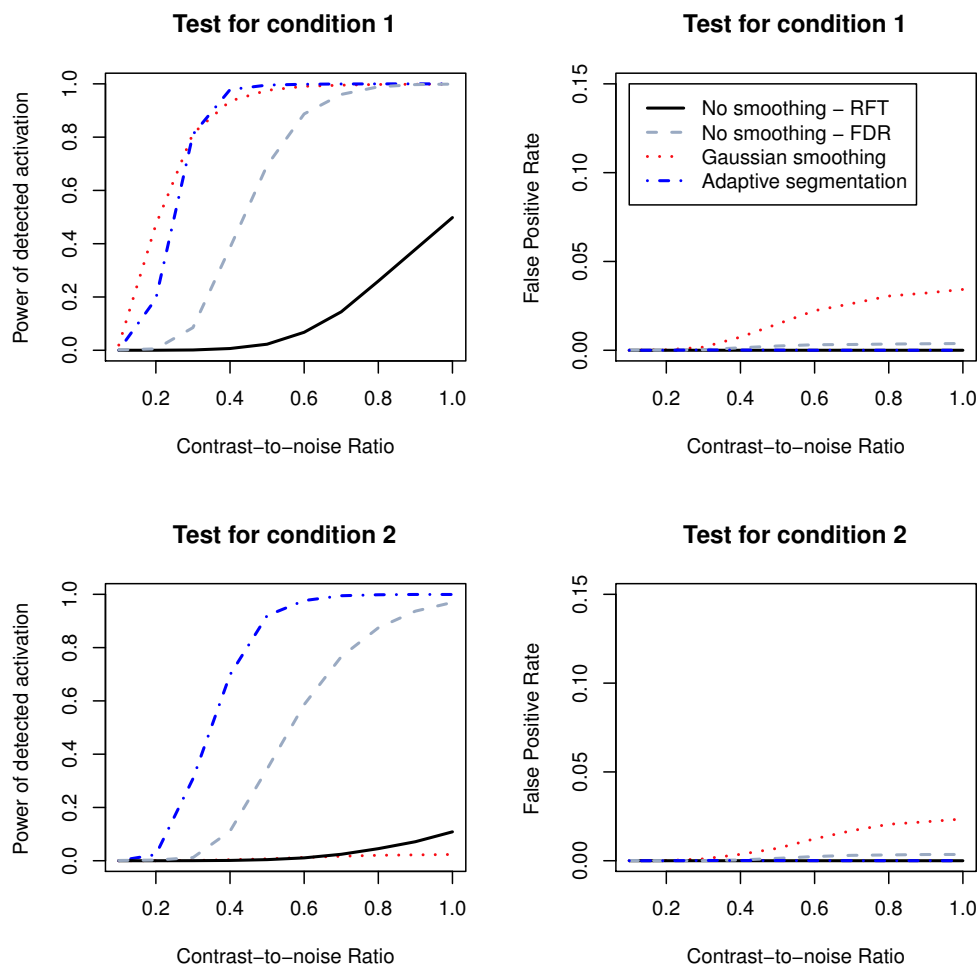 Test for condition 1
Power of detected activation
0.0 0.2 0.4 0.6 0.8 1.0
0.2 0.4 0.6 0.8 1.0
Contrast−to−noise Ratio
Test for condition 1
False Positive Rate
0.00 0.05 0.10 0.15
No smoothing − RFT
No smoothing − FDR
Gaussian smoothing
Adaptive segmentation
0.2 0.4 0.6 0.8 1.0
Contrast−to−noise Ratio
Test for condition 2
Power of detected activation
0.0 0.2 0.4 0.6 0.8 1.0
0.2 0.4 0.6 0.8 1.0
Contrast−to−noise Ratio
Test for condition 2
False Positive Rate
0.00 0.05 0.10 0.15
0.2 0.4 0.6 0.8 1.0
Contrast−to−noise Ratio